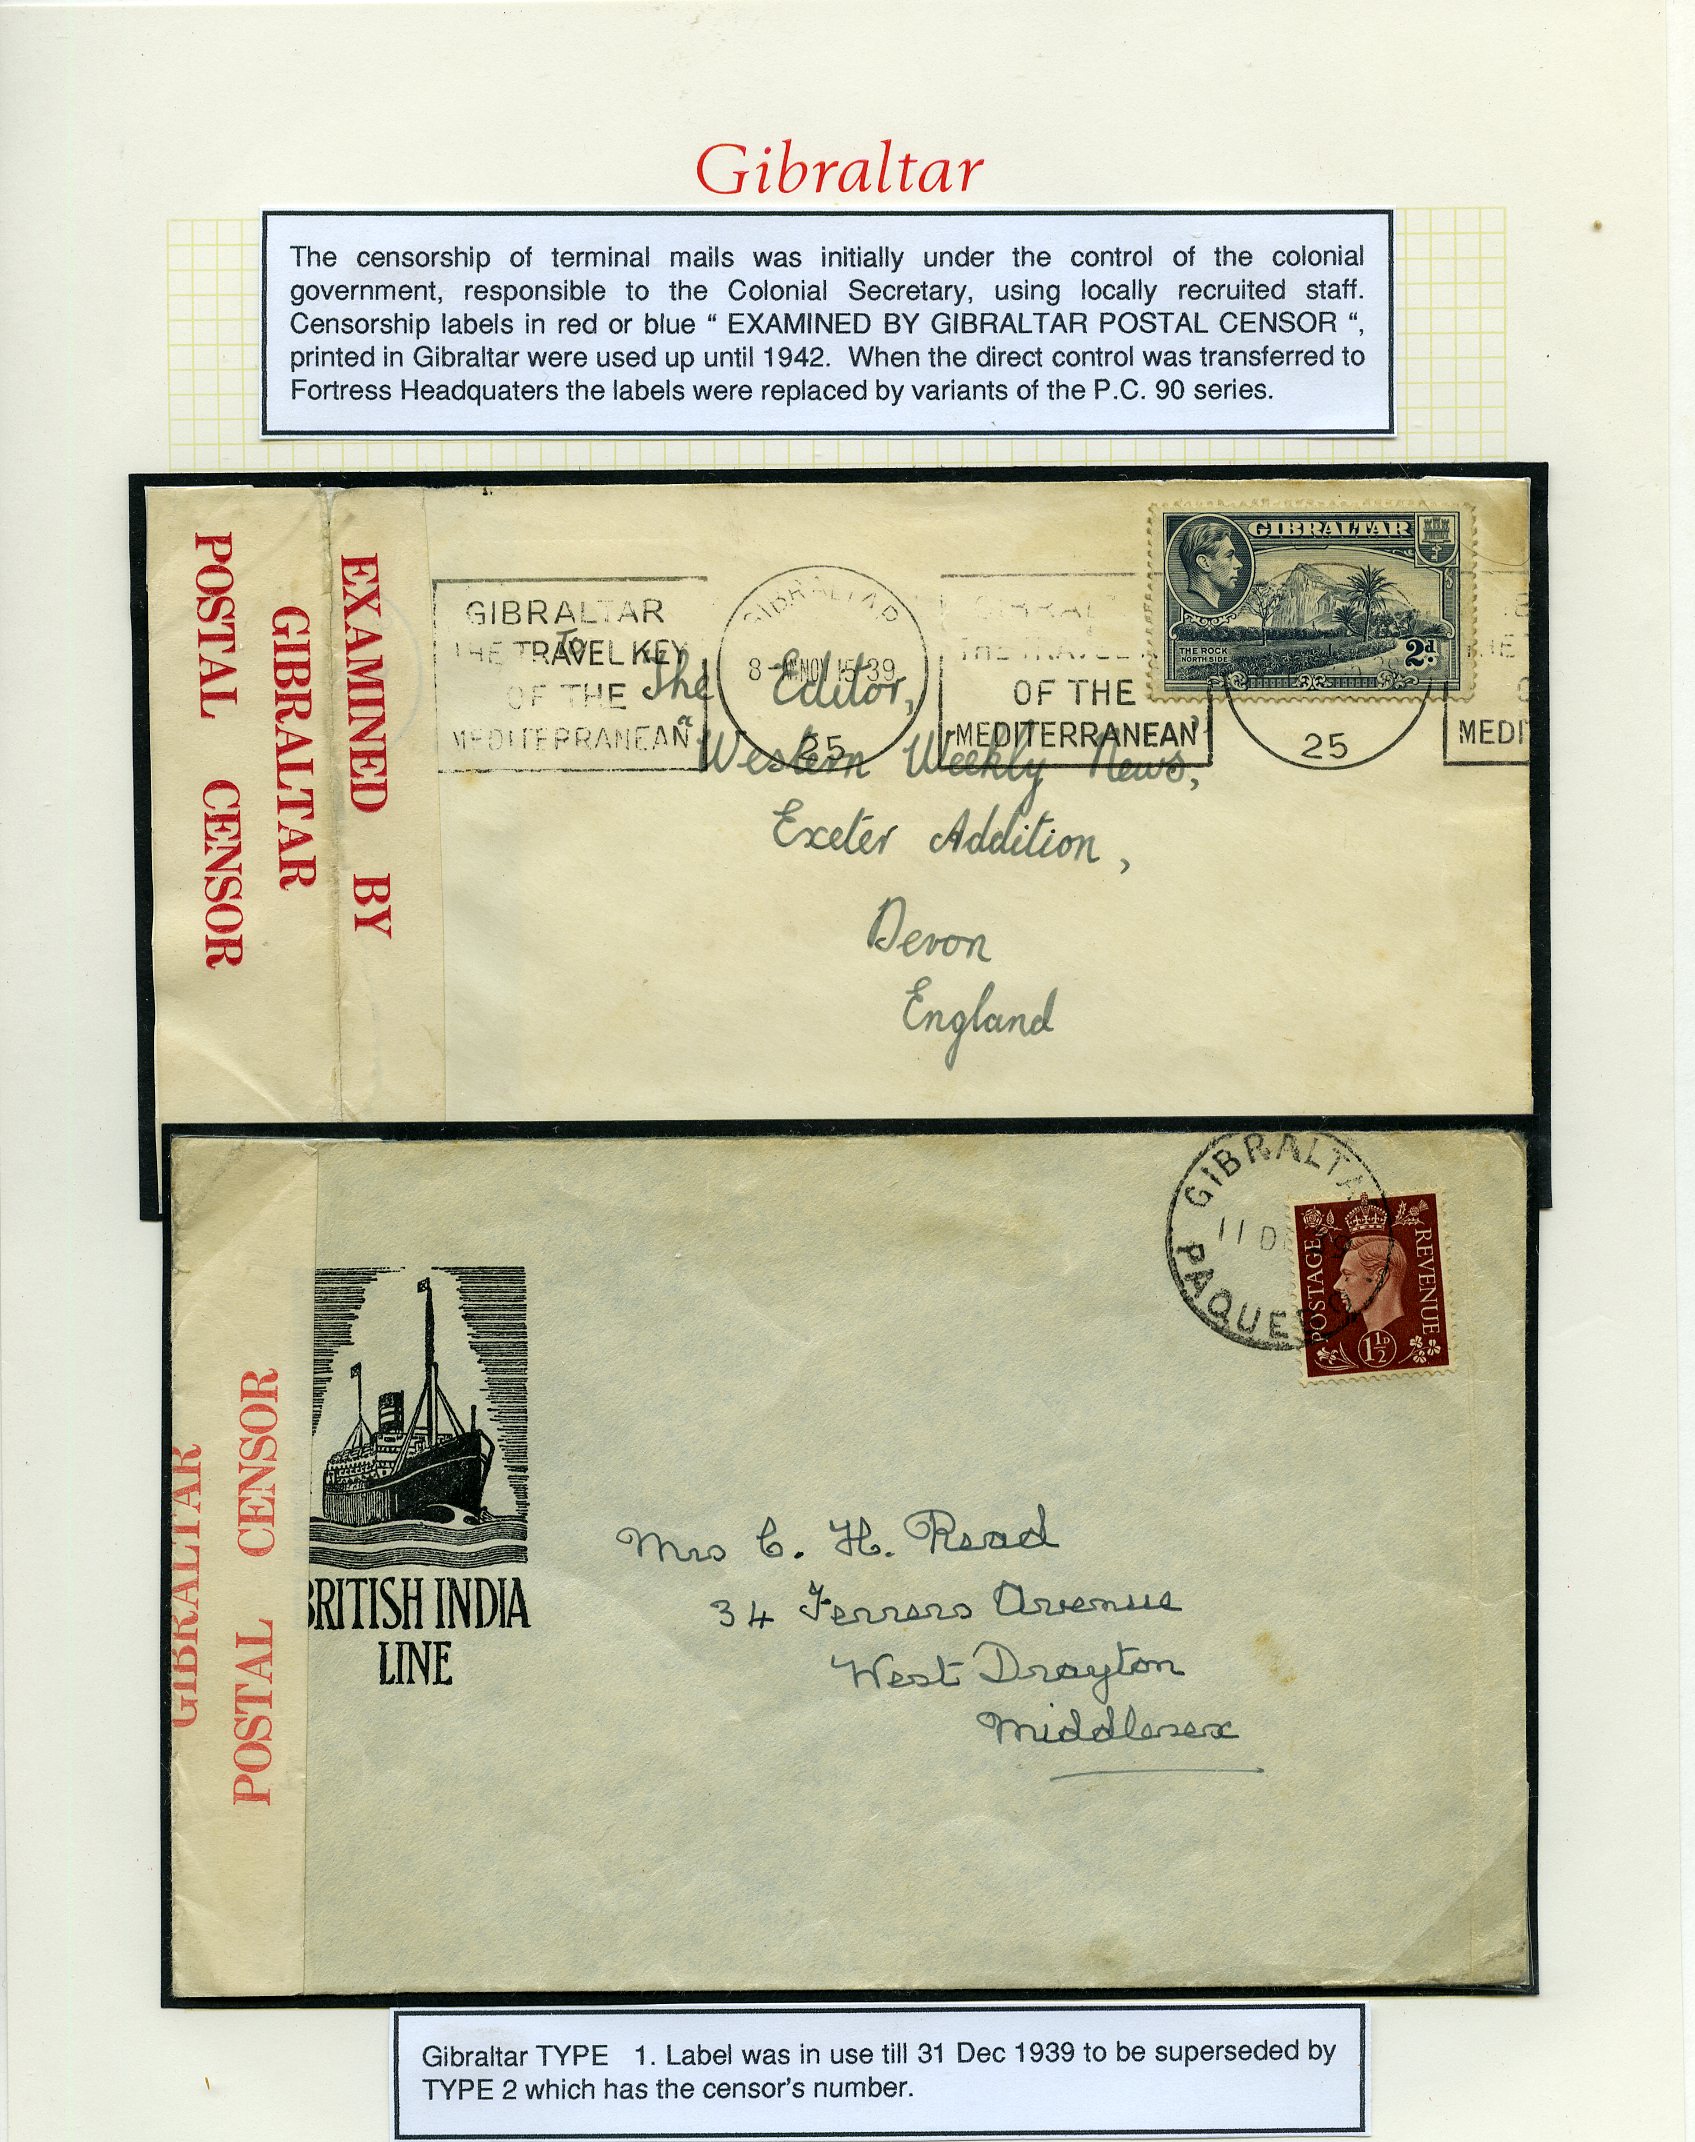 Gibraltar
The censorship of terminal mails was initially under the control of the colonial
government, responsible to the Colonial Secretary, using locally recruited staff.
Censorship labels in red or blue “ EXAMINED BY GIBRALTAR POSTAL CENSOR “,
printed in Gibraltar were used up until 1942. When the direct control was transferred to
Fortress Headquaters the labels were replaced by variants of the P.C. 90 series.
EXAMINED BY
GIBRALTAR
POSTAL CENSOR
GIBRALTAR
THE TRAVEL KEY
OF THE
MEDITERRANEAN
GIBRALTAR
8- NOV 15 39
25
OF THE
MEDITERRANEAN
25
MEDI
GIBRALTAR
THE ROCK
NORTH SIDE
2d
To
The Editor,
"Western Weekly News,"
Exeter Addition,
Devon
England
GIBRALTA
11 DE
PAQUEBO
POSTAGE
REVENUE
1½D
GIBRALTAR
POSTAL CENSOR
BRITISH INDIA
LINE
Mrs C. H. Read
34 Ferrers Avenue
West Drayton
Middlesex
Gibraltar TYPE 1. Label was in use till 31 Dec 1939 to be superseded by
TYPE 2 which has the censor's number.